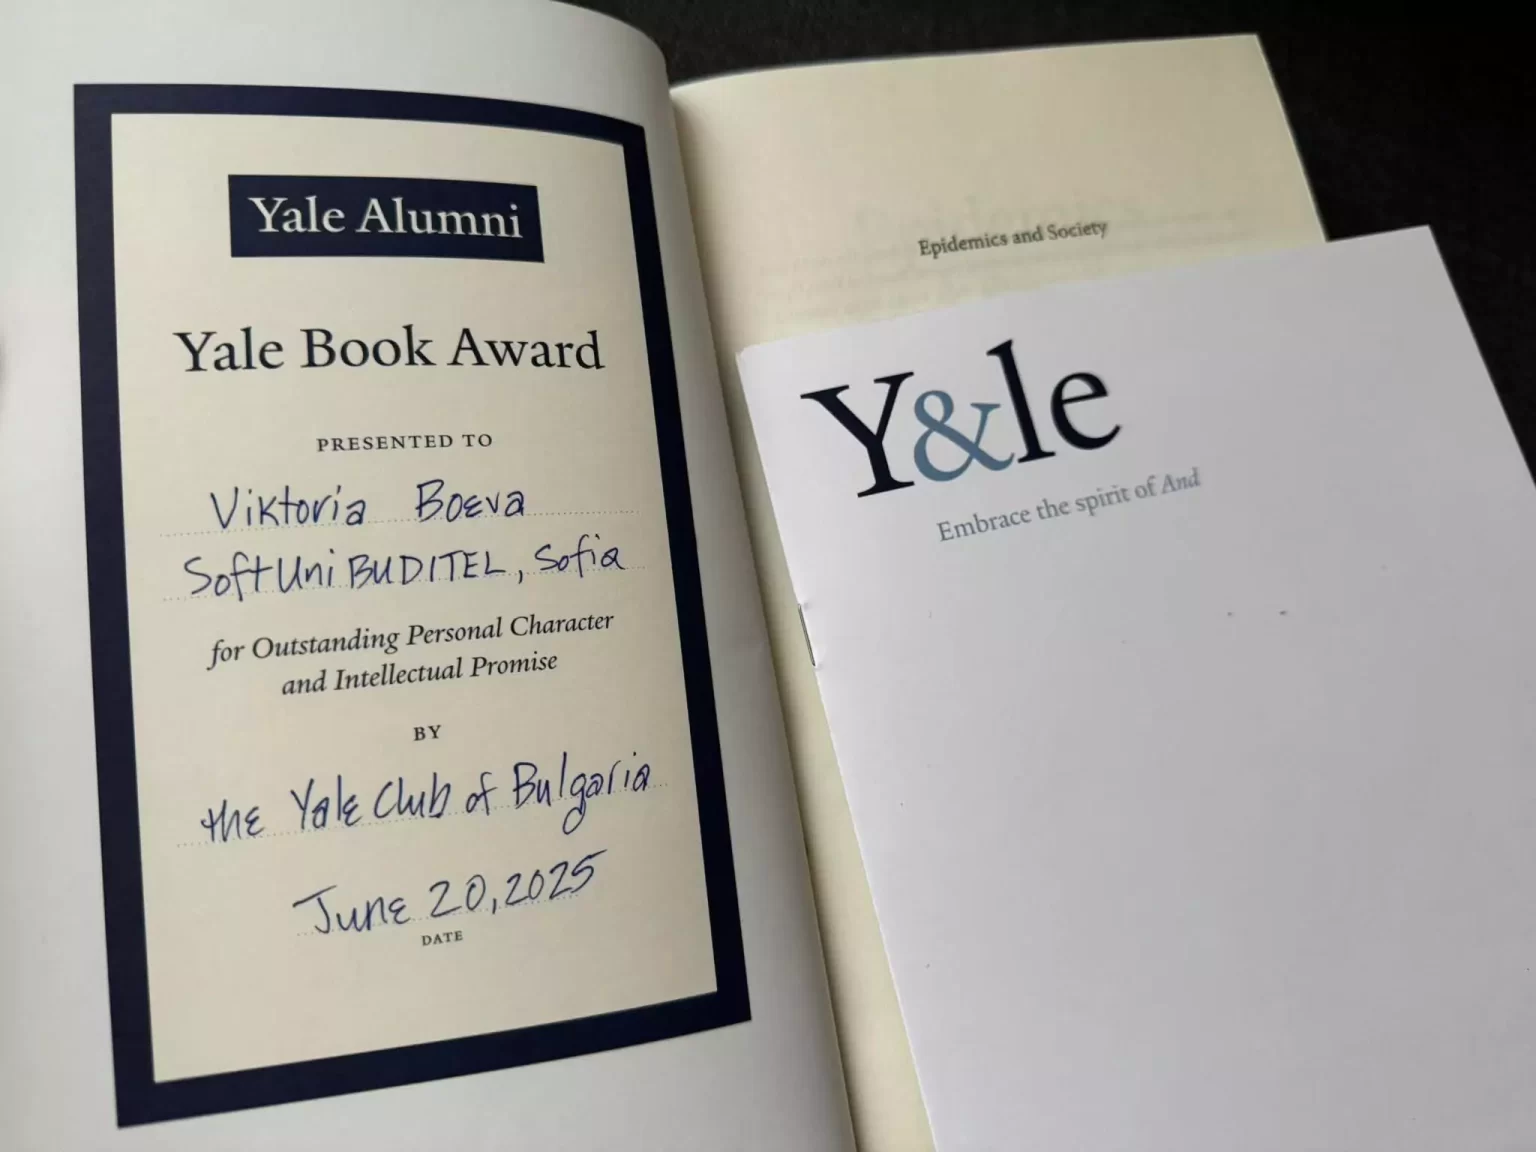 Yale Alumni
Yale Book Award
PRESENTED TO
Viktoria Boeva
SoftUni BUDITEL, Sofia
for Outstanding Personal Character
and Intellectual Promise
BY
the Yale Club of Bulgaria
June 20, 2025
DATE
Epidemics and Society
Y&le
Embrace the spirit of And